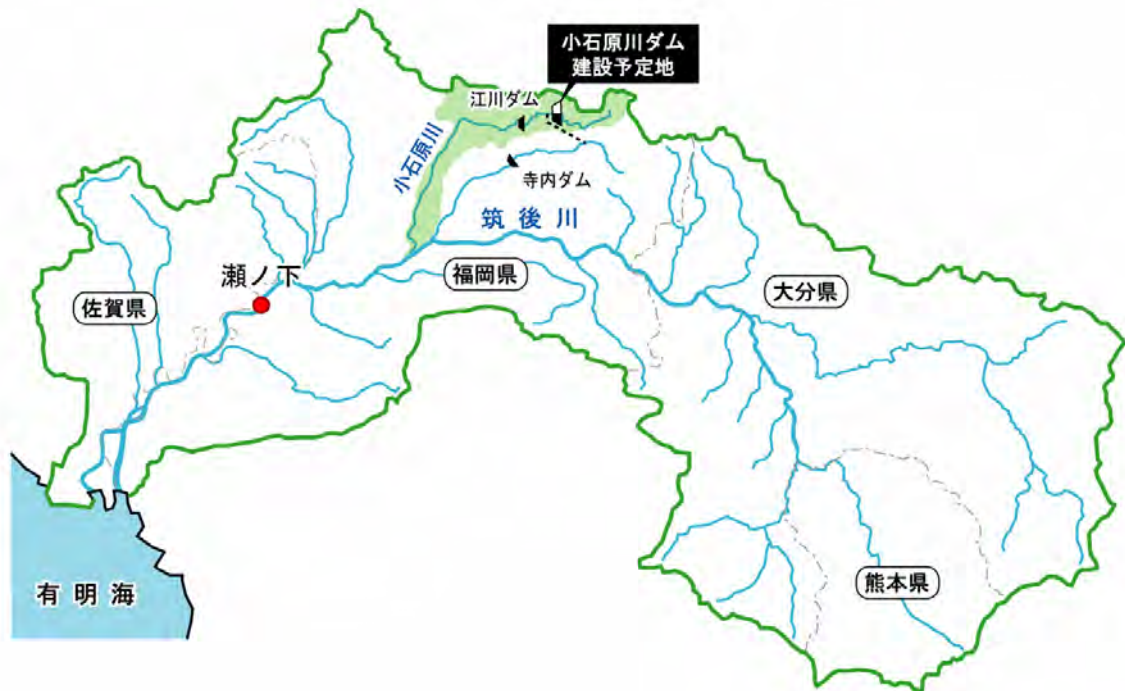 小石原川ダム
建設予定地
江川ダム
小石原川
寺内ダム
筑後川
瀬ノ下
福岡県
佐賀県
大分県
有明海
熊本県